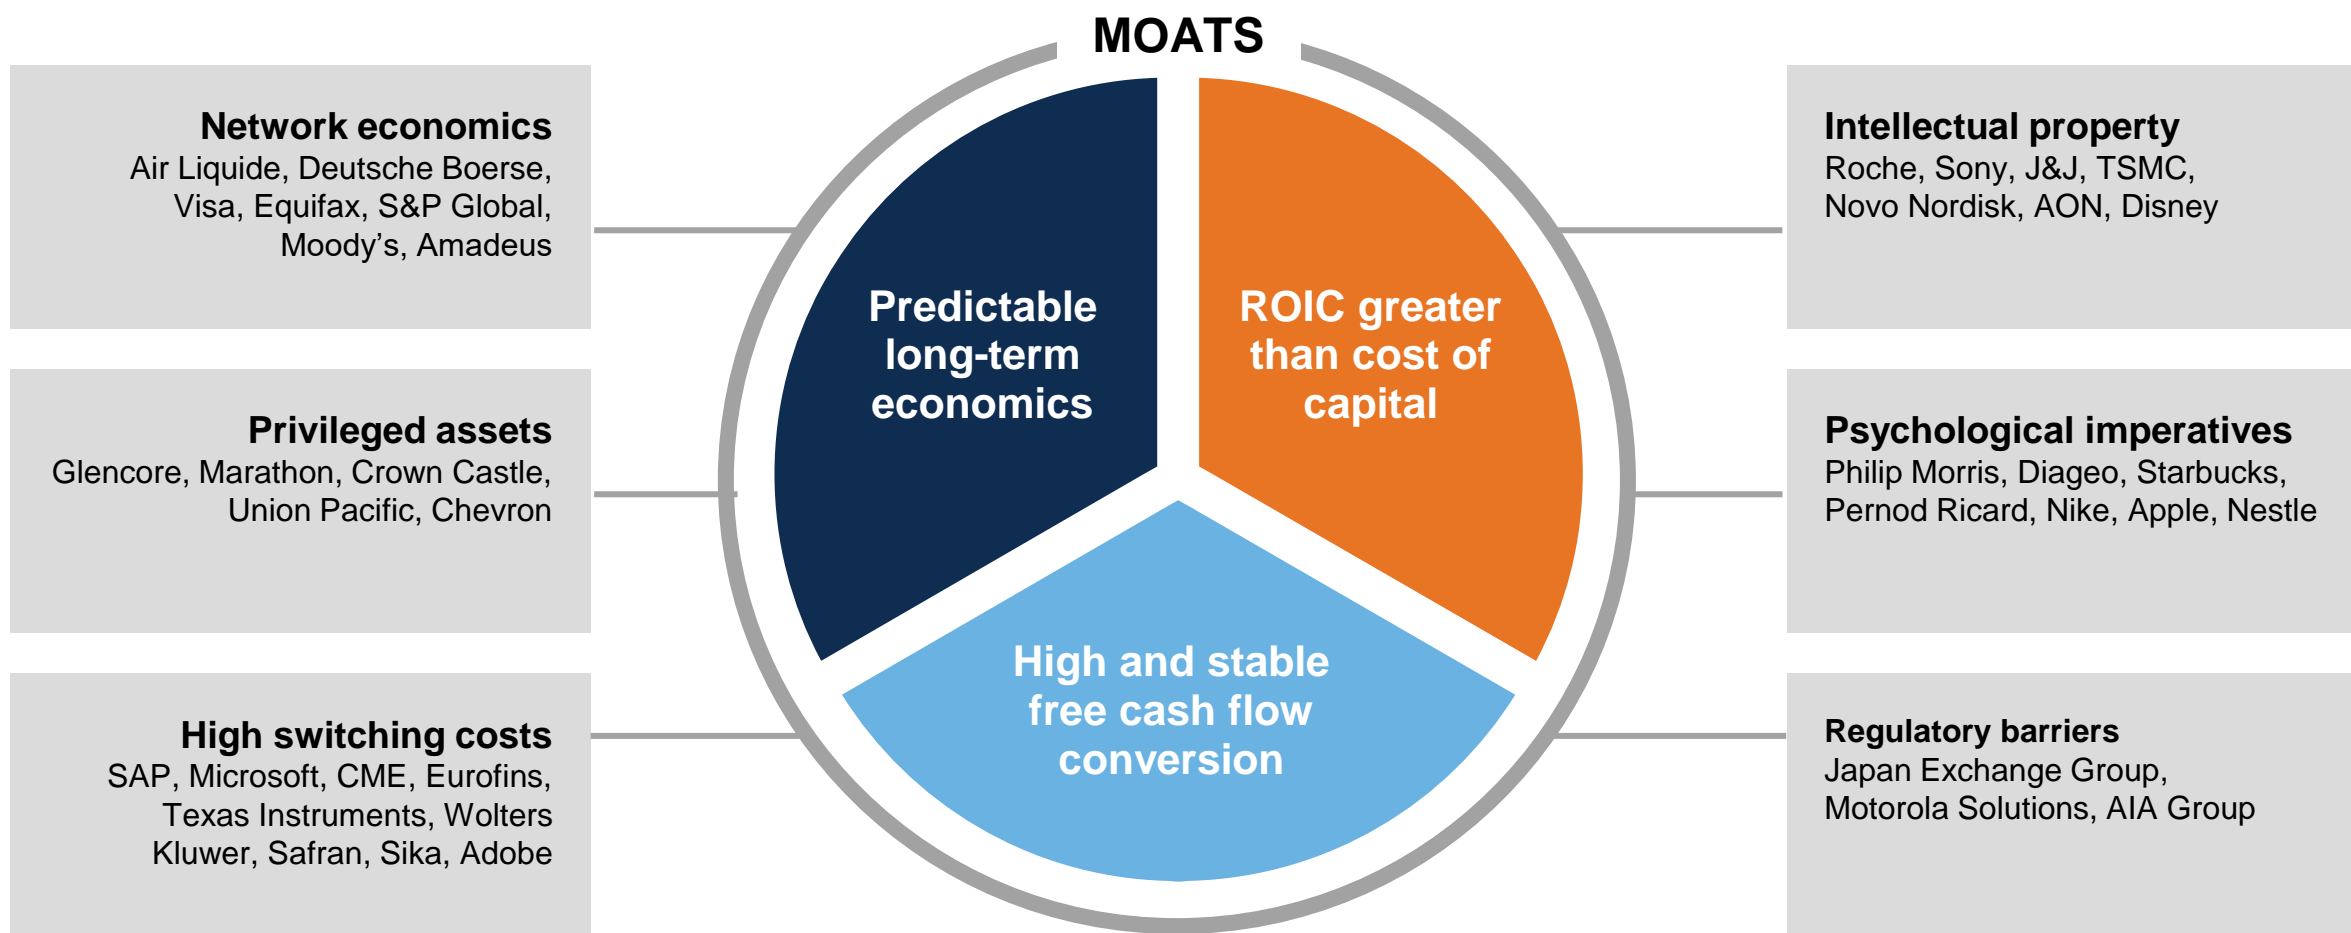 MOATS
Network economics
Air Liquide, Deutsche Boerse,
Visa, Equifax, S&P Global,
Moody’s, Amadeus
Privileged assets
Glencore, Marathon, Crown Castle,
Union Pacific, Chevron
High switching costs
SAP, Microsoft, CME, Eurofins,
Texas Instruments, Wolters
Kluwer, Safran, Sika, Adobe
Predictable
long-term
economics
ROIC greater
than cost of
capital
High and stable
free cash flow
conversion
Intellectual property
Roche, Sony, J&J, TSMC,
Novo Nordisk, AON, Disney
Psychological imperatives
Philip Morris, Diageo, Starbucks,
Pernod Ricard, Nike, Apple, Nestle
Regulatory barriers
Japan Exchange Group,
Motorola Solutions, AIA Group